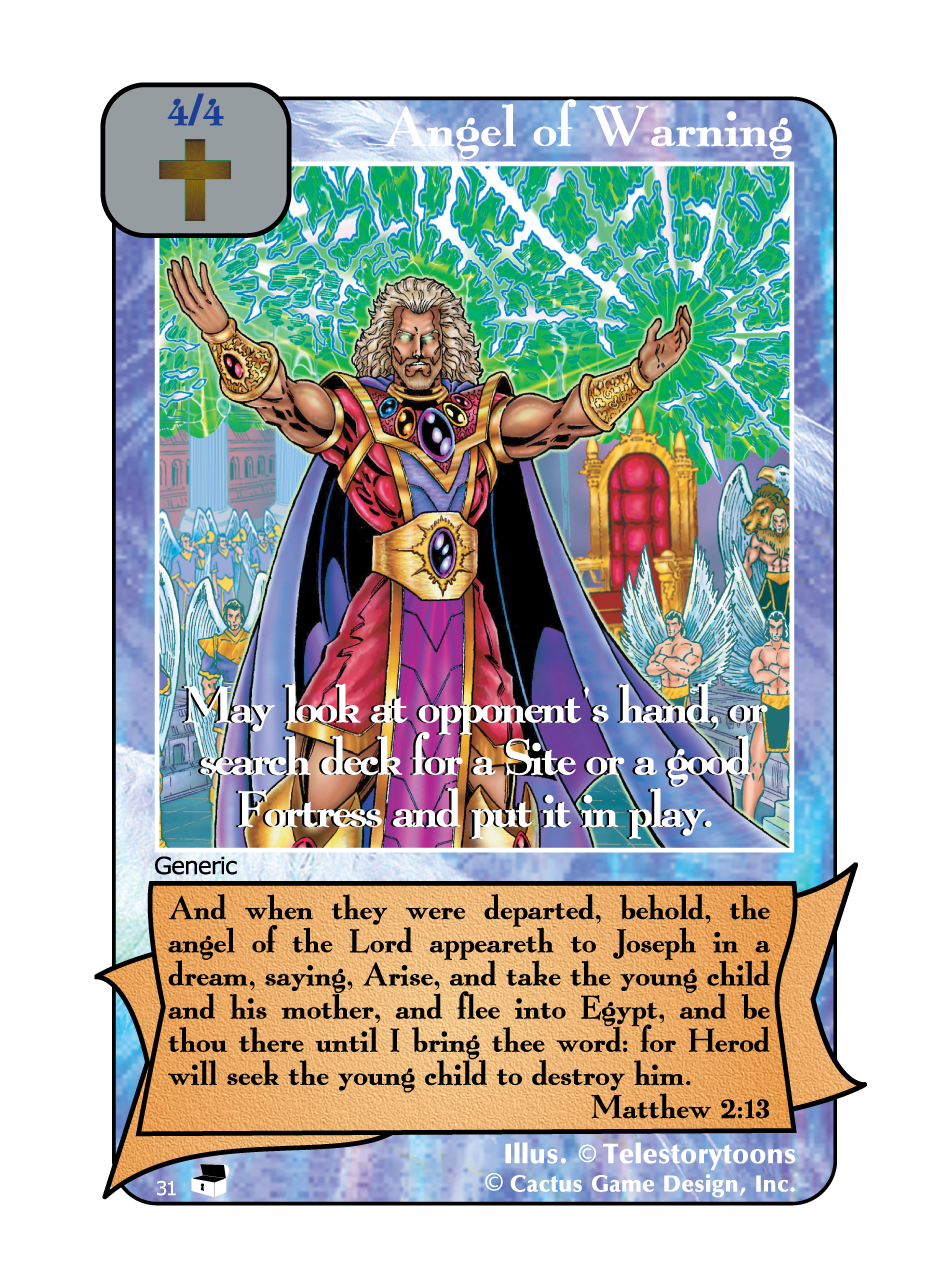 4/4
Angel of Warning
May look at opponent's hand, or
search deck for a Site or a good
Fortress and put it in play.
Generic
And when they were departed, behold, the
angel of the Lord appeareth to Joseph in a
dream, saying, Arise, and take the young child
and his mother, and flee into Egypt, and be
thou there until I bring thee word: for Herod
will seek the young child to destroy him.
Matthew 2:13
Illus. © Telestorytoons
31 © Cactus Game Design, Inc.